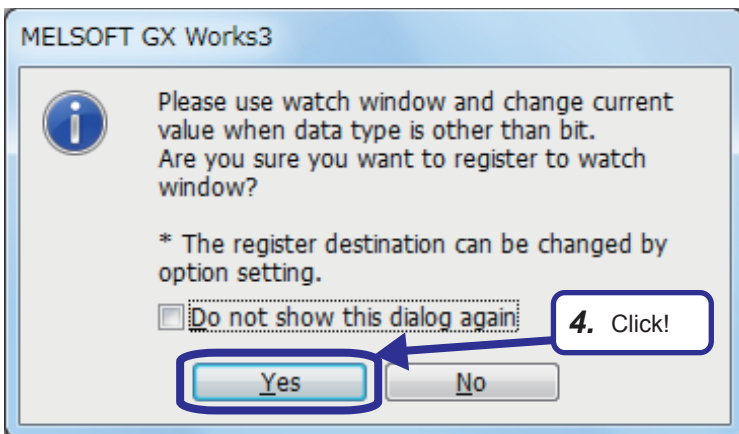 MELSOFT GX Works3
Please use watch window and change current
value when data type is other than bit.
Are you sure you want to register to watch
window?
* The register destination can be changed by
option setting.
Do not show this dialog again
4. Click!
Yes
No